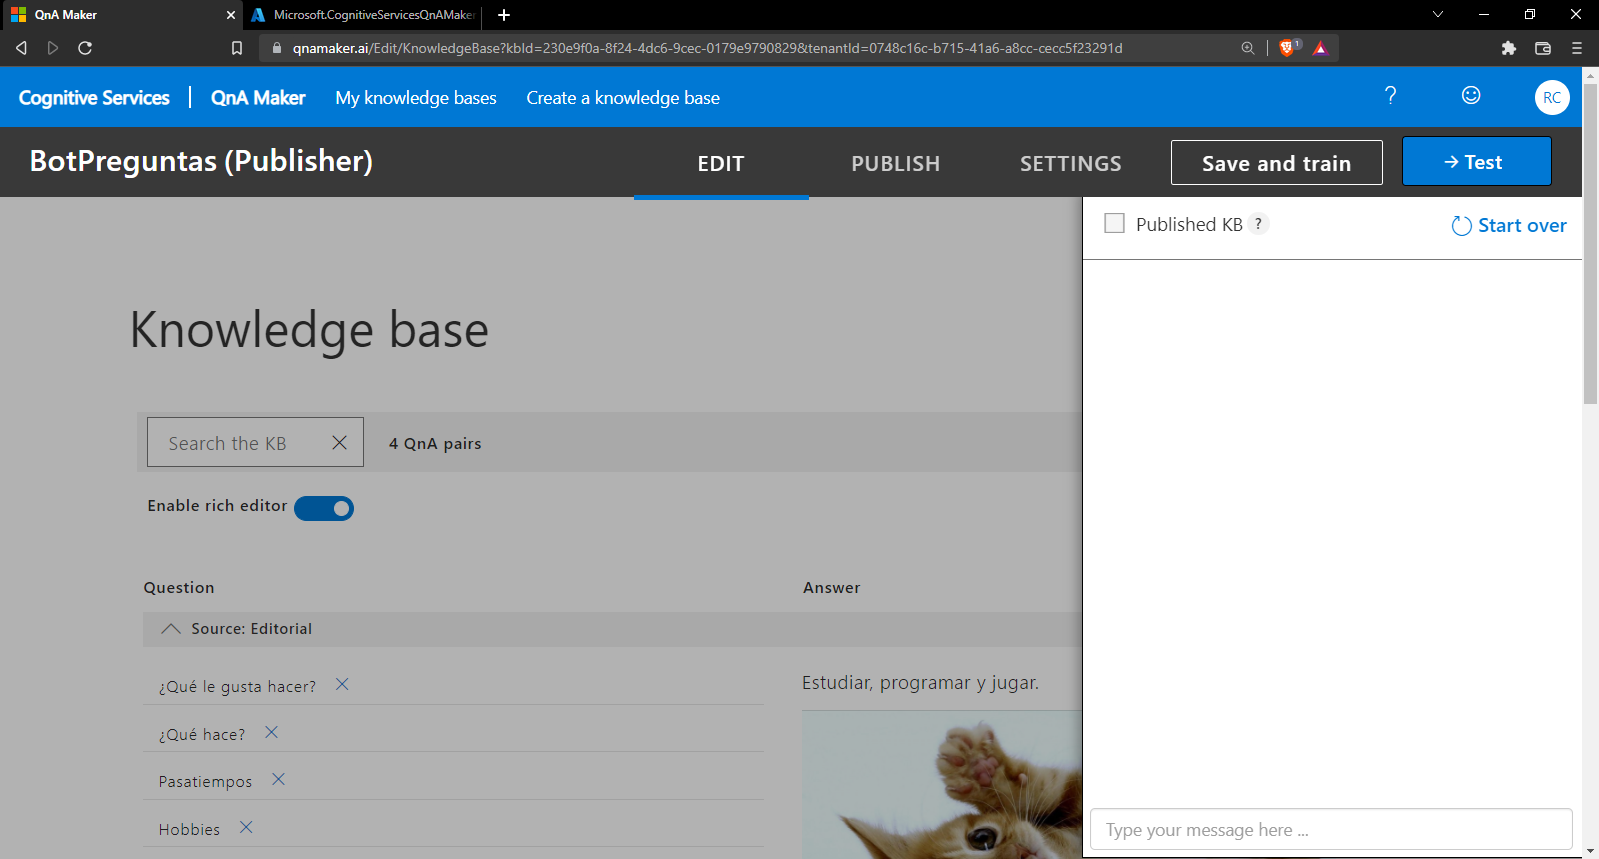 QnA Maker
Microsoft.CognitiveServicesQnAMake
qnamaker.ai/Edit/KnowledgeBase?kbId=230e9f0a-8f24-4dc6-9cec-0179e9790829&tenantId=0748c16c-b715-41a6-a8cc-cecc5f23291d
1
Cognitive Services | QnA Maker My knowledge bases Create a knowledge base ? RC
BotPreguntas (Publisher) EDIT PUBLISH SETTINGS Save and train → Test
Published KB ? Start over
Knowledge base
Search the KB 4 QnA pairs
Enable rich editor
Question Answer
Source: Editorial
¿Qué le gusta hacer? Estudiar, programar y jugar.
¿Qué hace?
Pasatiempos
Hobbies
Type your message here ...